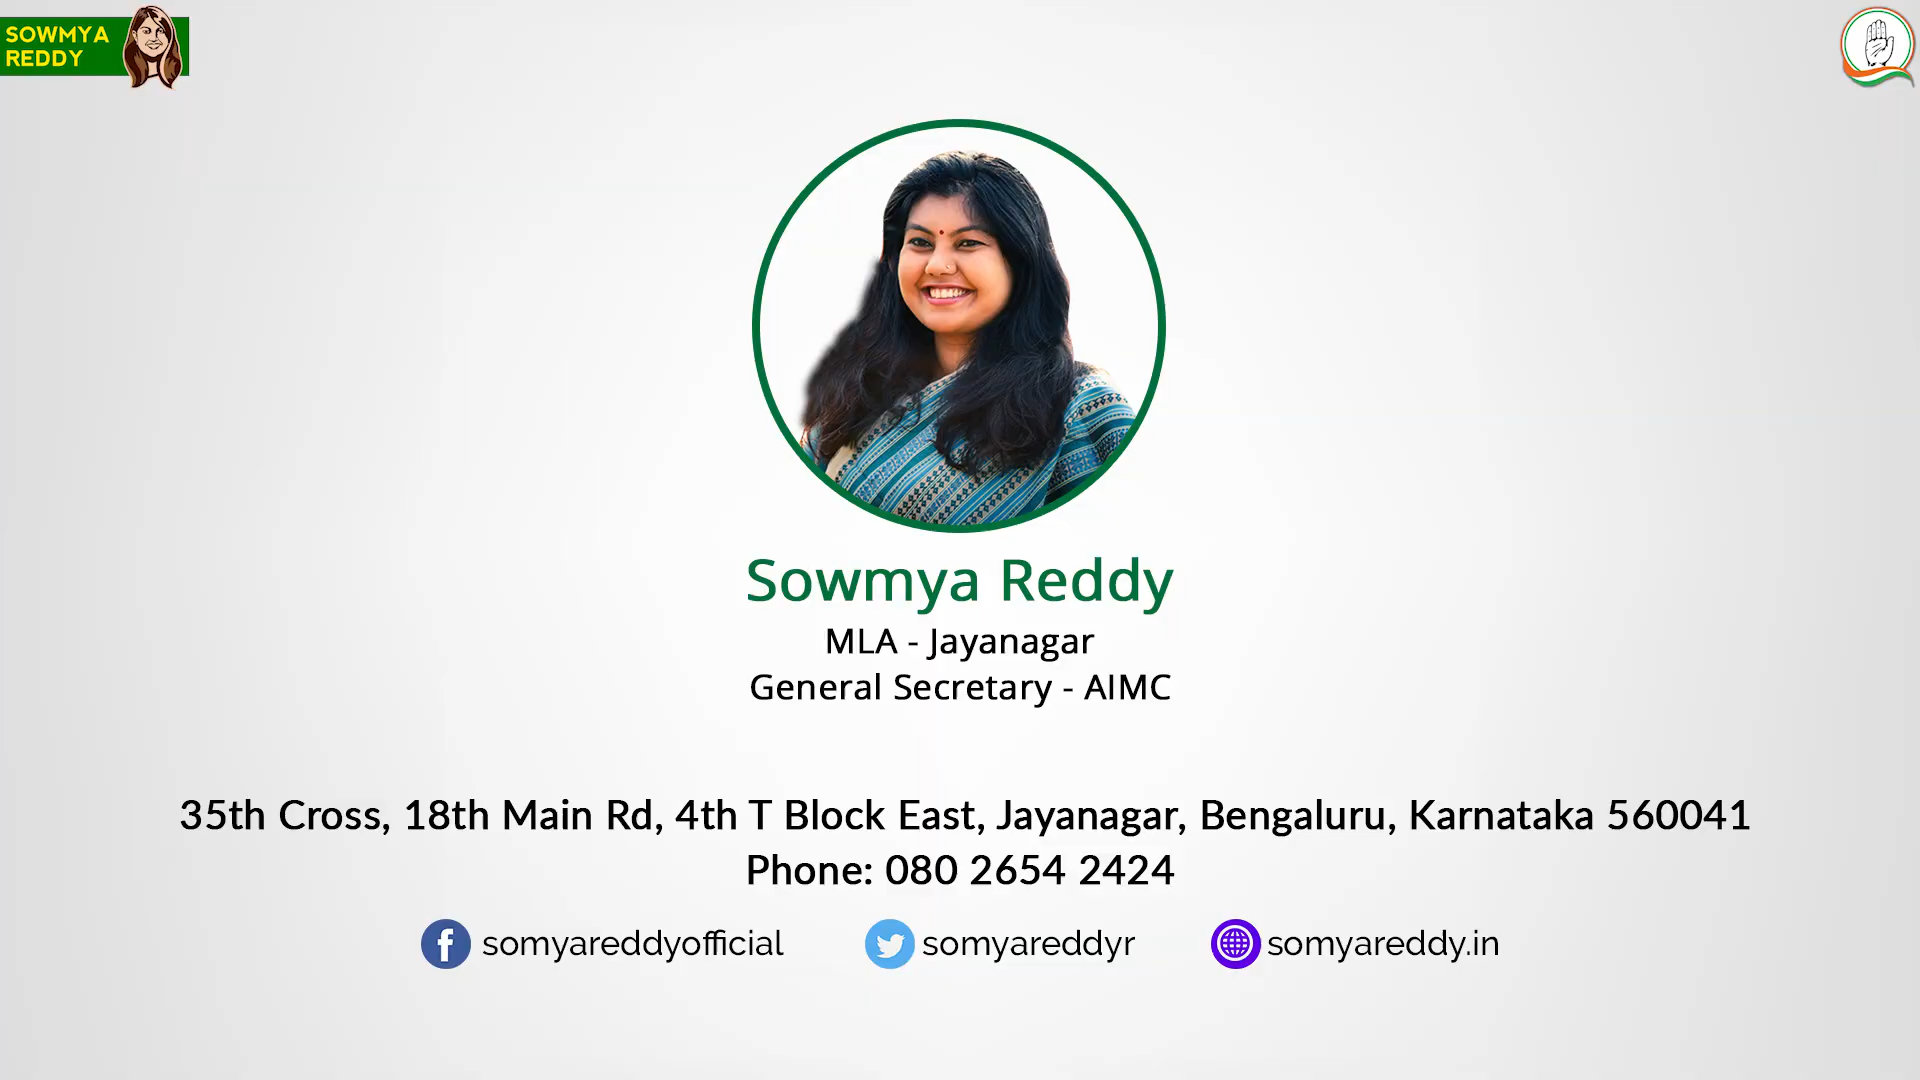 SOWMYA
REDDY
Sowmya Reddy
MLA - Jayanagar
General Secretary - AIMC
35th Cross, 18th Main Rd, 4th T Block East, Jayanagar, Bengaluru, Karnataka 560041
Phone: 080 2654 2424
somyareddyofficial
somyareddyr
somyareddy.in